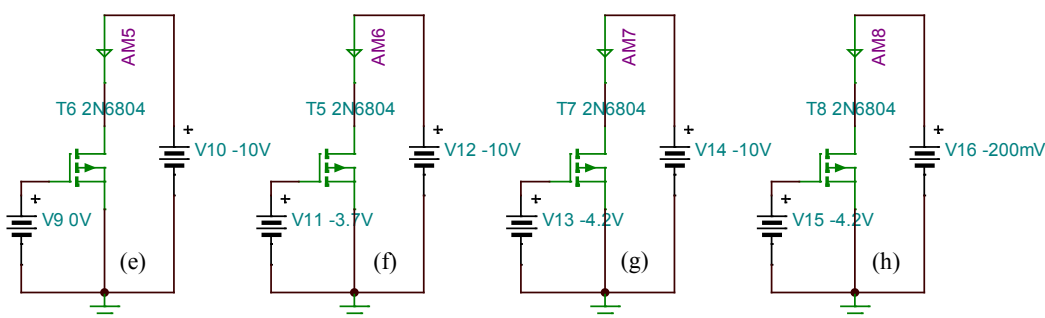 AM5
AM6
AM7
AM8
T6 2N6804
T5 2N6804
T7 2N6804
T8 2N6804
+
V10 -10V
+
V12 -10V
+
V14 -10V
+
V16 -200mV
+
V9 0V
+
V11 -3.7V
+
V13 -4.2V
+
V15 -4.2V
(e)
(f)
(g)
(h)